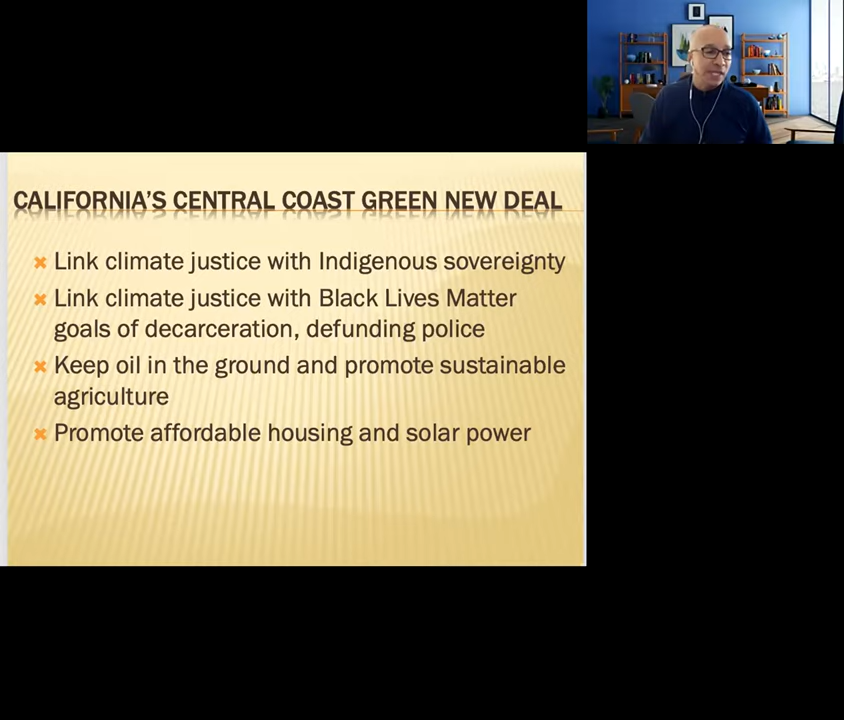 CALIFORNIA'S CENTRAL COAST GREEN NEW DEAL
Link climate justice with Indigenous sovereignty
Link climate justice with Black Lives Matter
goals of decarceration, defunding police
Keep oil in the ground and promote sustainable
agriculture
Promote affordable housing and solar power